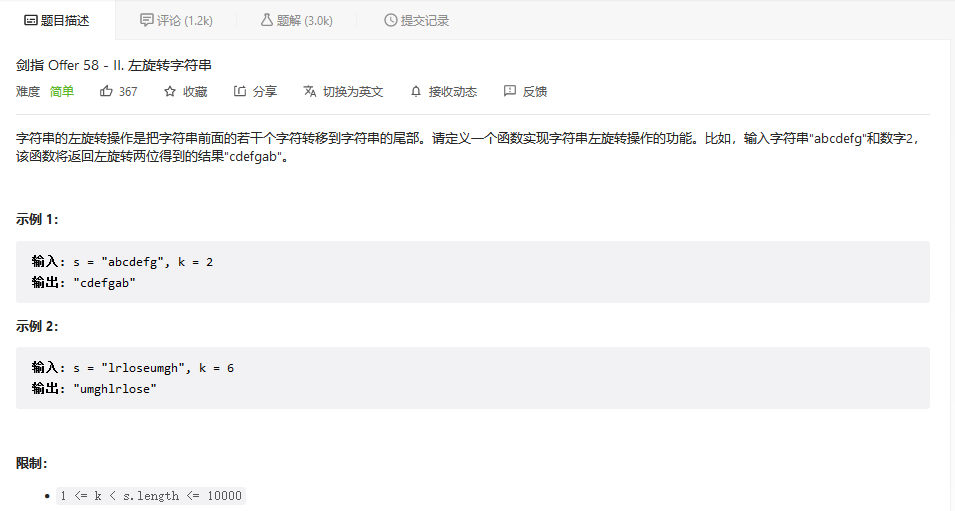 题目描述 评论 (1.2k) 题解 (3.0k) 提交记录
剑指 Offer 58 - II. 左旋转字符串
难度 简单 367 收藏 分享 切换为英文 接收动态 反馈
字符串的左旋转操作是把字符串前面的若干个字符转移到字符串的尾部。请定义一个函数实现字符串左旋转操作的功能。比如，输入字符串"abcdefg"和数字2，
该函数将返回左旋转两位得到的结果"cdefgab"。
示例 1：
输入: s = "abcdefg", k = 2
输出: "cdefgab"
示例 2：
输入: s = "lrloseumgh", k = 6
输出: "umghlrlose"
限制：
• 1 <= k < s.length <= 10000